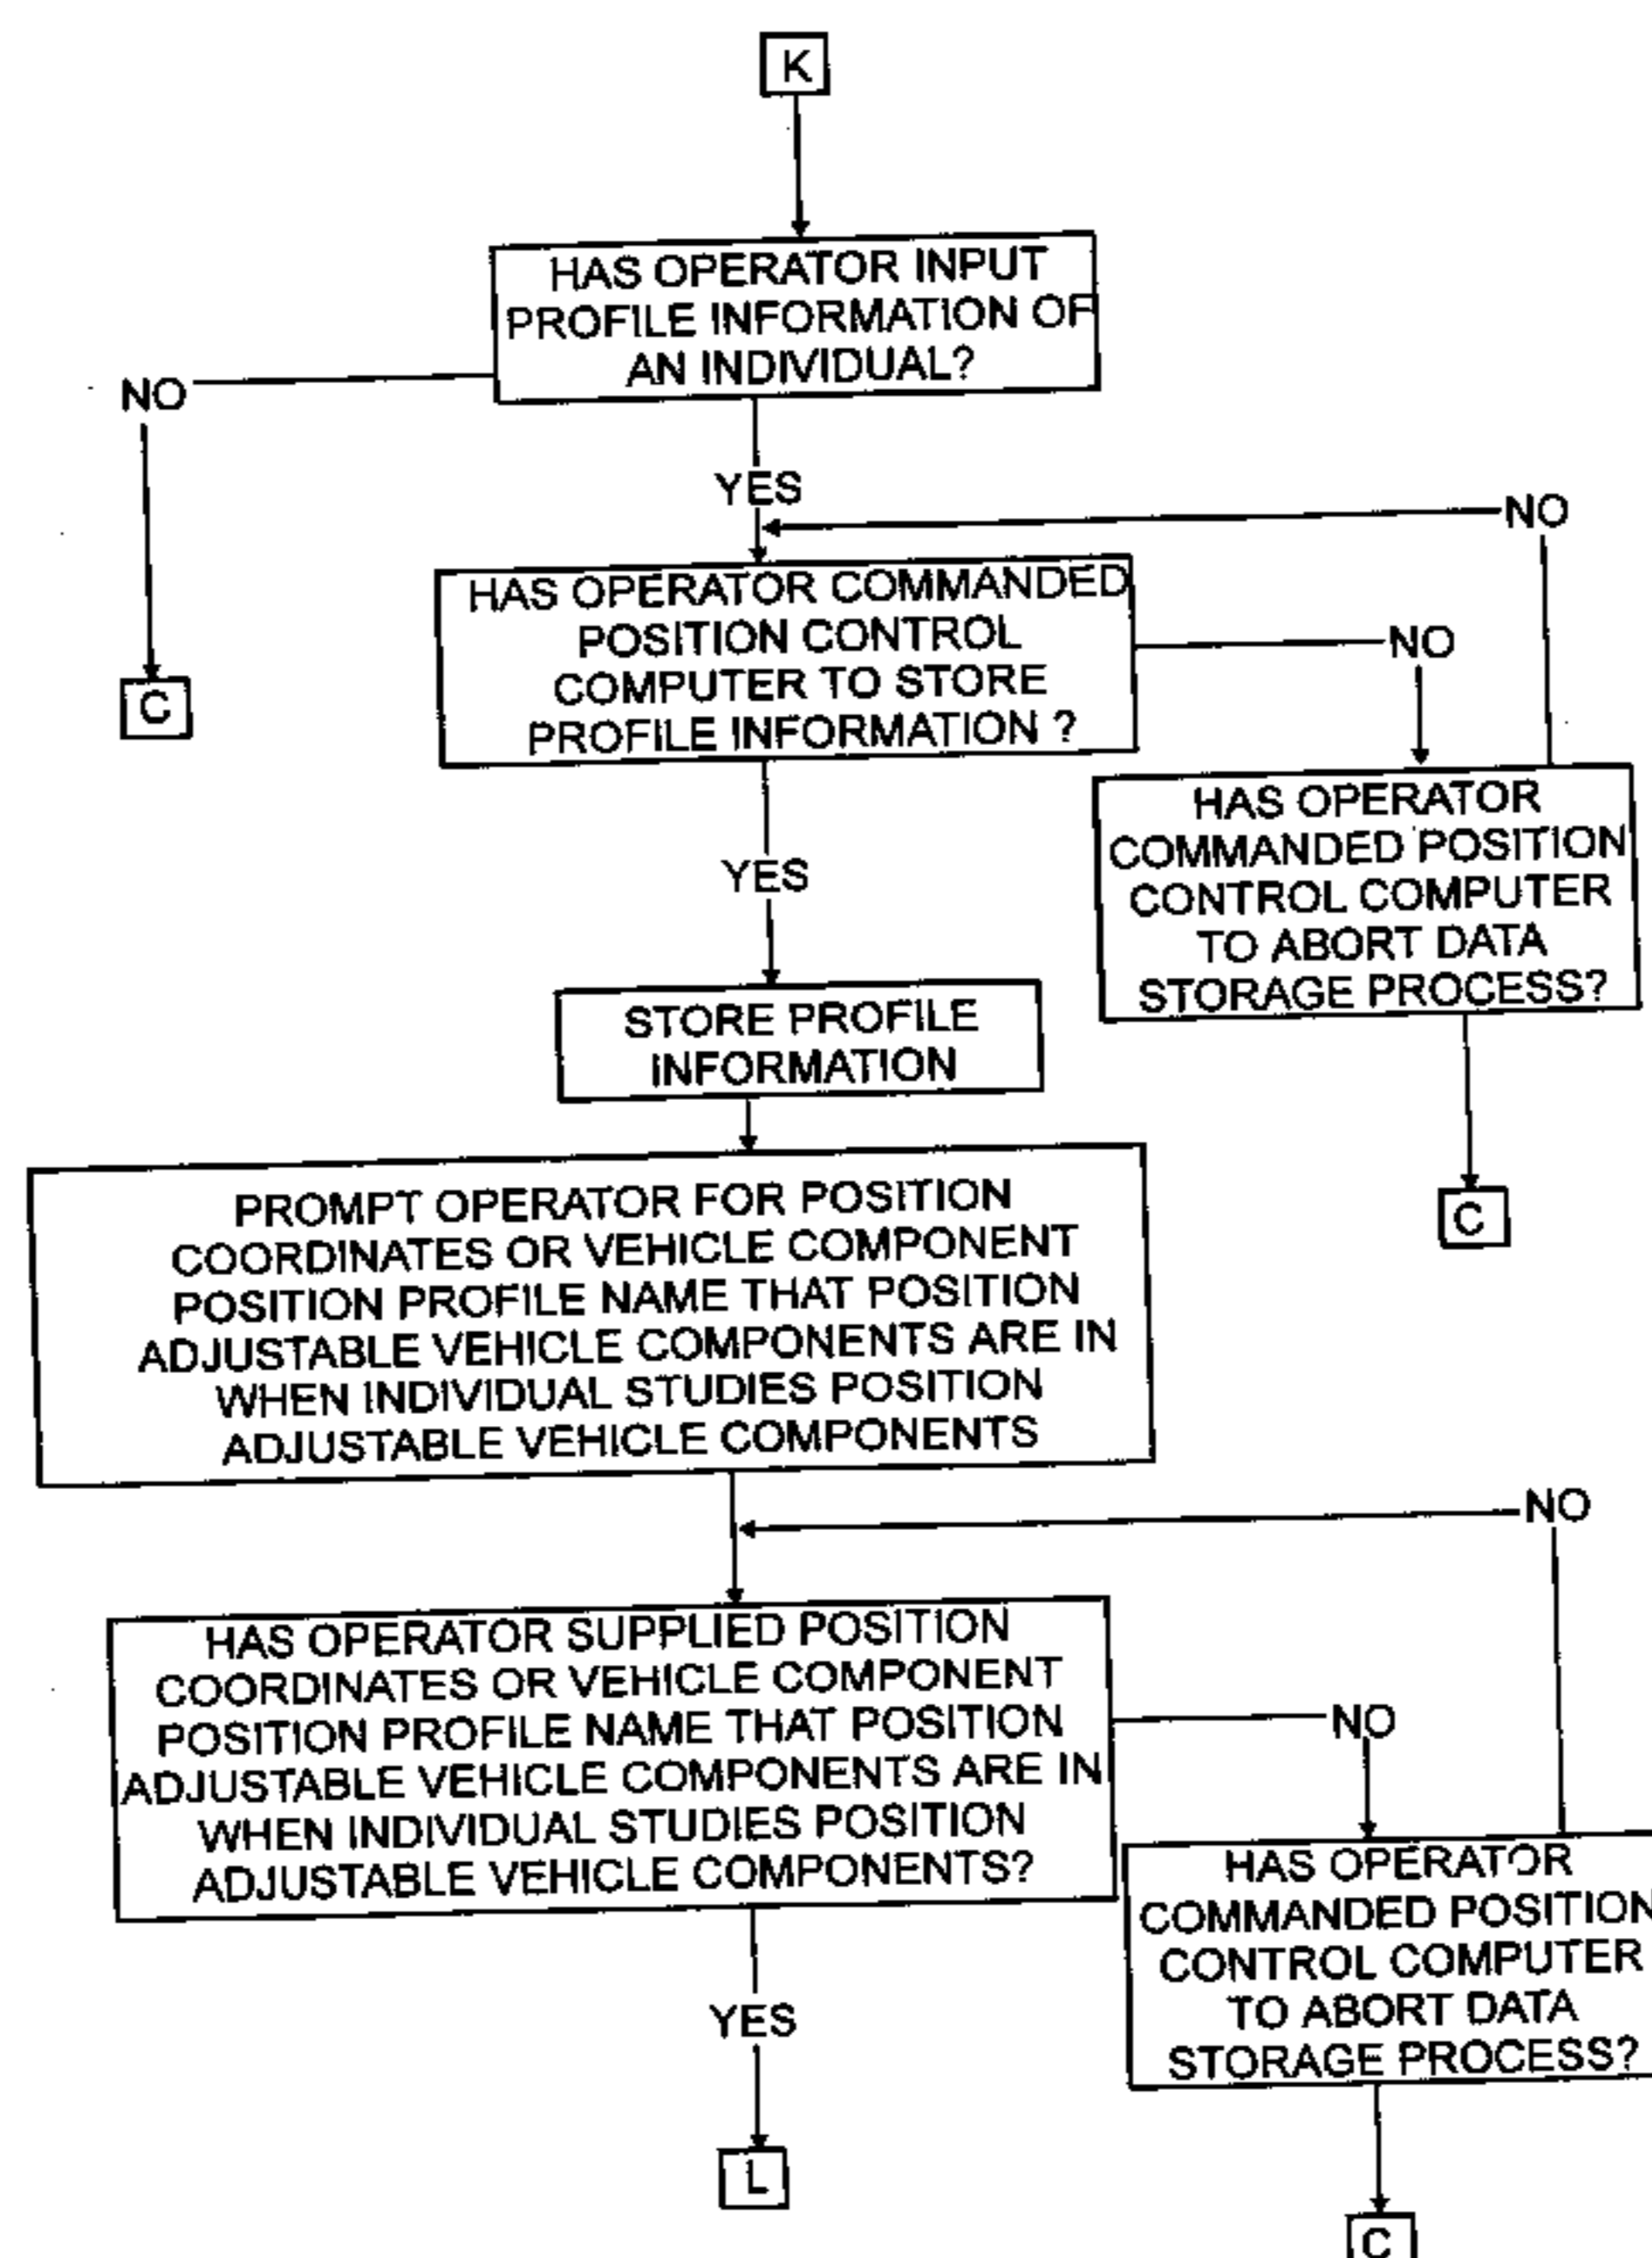 K
HAS OPERATOR INPUT
PROFILE INFORMATION OF
AN INDIVIDUAL?
NO
C
YES
NO
HAS OPERATOR COMMANDED
POSITION CONTROL
COMPUTER TO STORE
PROFILE INFORMATION ?
NO
HAS OPERATOR
COMMANDED POSITION
CONTROL COMPUTER
TO ABORT DATA
STORAGE PROCESS?
C
YES
STORE PROFILE
INFORMATION
PROMPT OPERATOR FOR POSITION
COORDINATES OR VEHICLE COMPONENT
POSITION PROFILE NAME THAT POSITION
ADJUSTABLE VEHICLE COMPONENTS ARE IN
WHEN INDIVIDUAL STUDIES POSITION
ADJUSTABLE VEHICLE COMPONENTS
NO
HAS OPERATOR SUPPLIED POSITION
COORDINATES OR VEHICLE COMPONENT
POSITION PROFILE NAME THAT POSITION
ADJUSTABLE VEHICLE COMPONENTS ARE IN
WHEN INDIVIDUAL STUDIES POSITION
ADJUSTABLE VEHICLE COMPONENTS?
NO
HAS OPERATOR
COMMANDED POSITION
CONTROL COMPUTER
TO ABORT DATA
STORAGE PROCESS?
C
YES
L